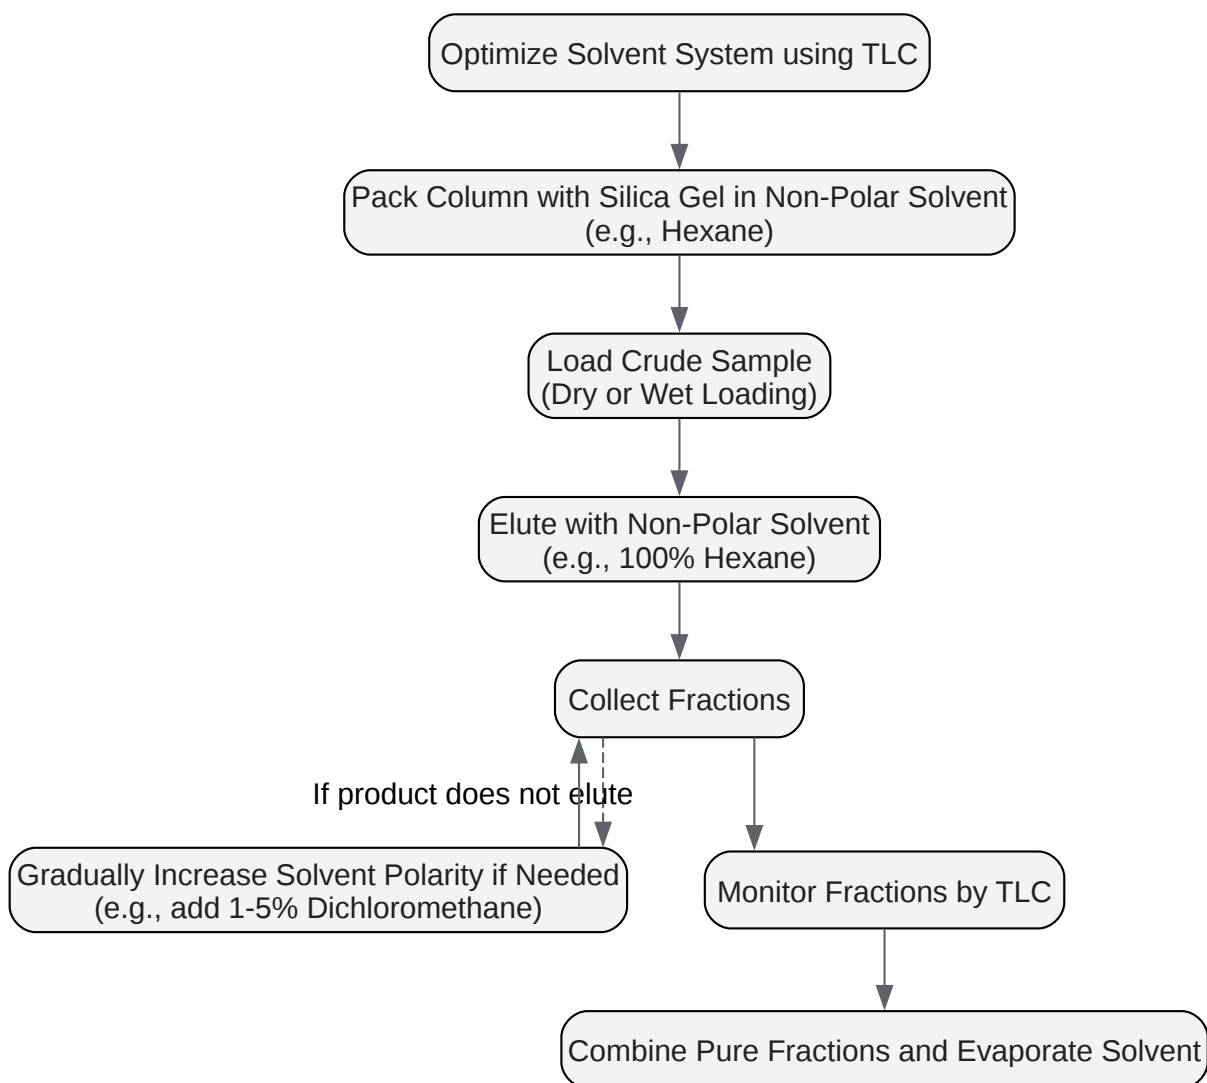 Optimize Solvent System using TLC
Pack Column with Silica Gel in Non-Polar Solvent
(e.g., Hexane)
Load Crude Sample
(Dry or Wet Loading)
Elute with Non-Polar Solvent
(e.g., 100% Hexane)
Collect Fractions
If product does not elute
Gradually Increase Solvent Polarity if Needed
(e.g., add 1-5% Dichloromethane)
Monitor Fractions by TLC
Combine Pure Fractions and Evaporate Solvent